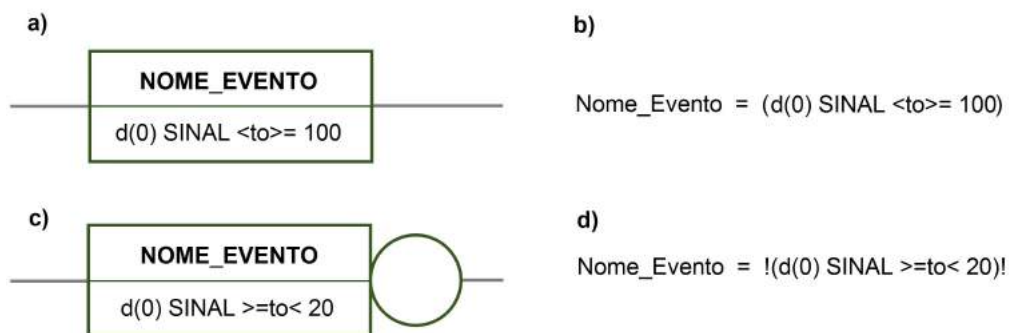 a)
NOME_EVENTO
d(0) SINAL <to>= 100
b)
Nome_Evento = (d(0) SINAL <to>= 100)
c)
NOME_EVENTO
d(0) SINAL >=to< 20
d)
Nome_Evento = !(d(0) SINAL >=to< 20)!